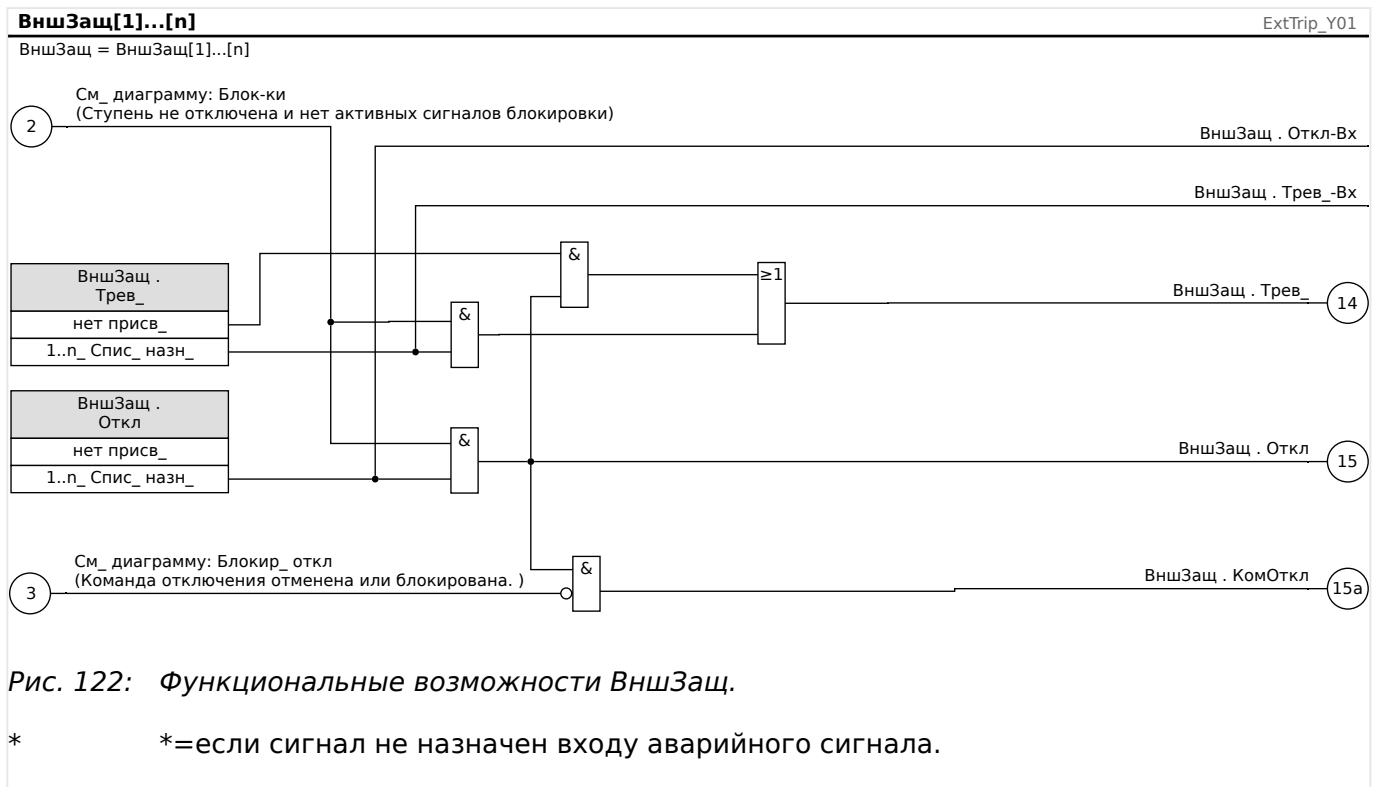 ВншЗащ[1]...[n]
ExtTrip_Y01
ВншЗащ = ВншЗащ[1]...[n]
См_ диаграмму: Блок-ки
(Ступень не отключена и нет активных сигналов блокировки)
2
ВншЗащ . Откл-Вх
ВншЗащ . Трев_-Вх
&
ВншЗащ .
Трев_
≥1
ВншЗащ . Трев_
14
нет присв_
&
1..n_ Спис_ назн_
ВншЗащ .
Откл
&
нет присв_
ВншЗащ . Откл
15
1..n_ Спис_ назн_
См_ диаграмму: Блокир_ откл
(Команда отключения отменена или блокирована. )
3
&
ВншЗащ . КомОткл
15a
Рис. 122: Функциональные возможности ВншЗащ.
* *=если сигнал не назначен входу аварийного сигнала.